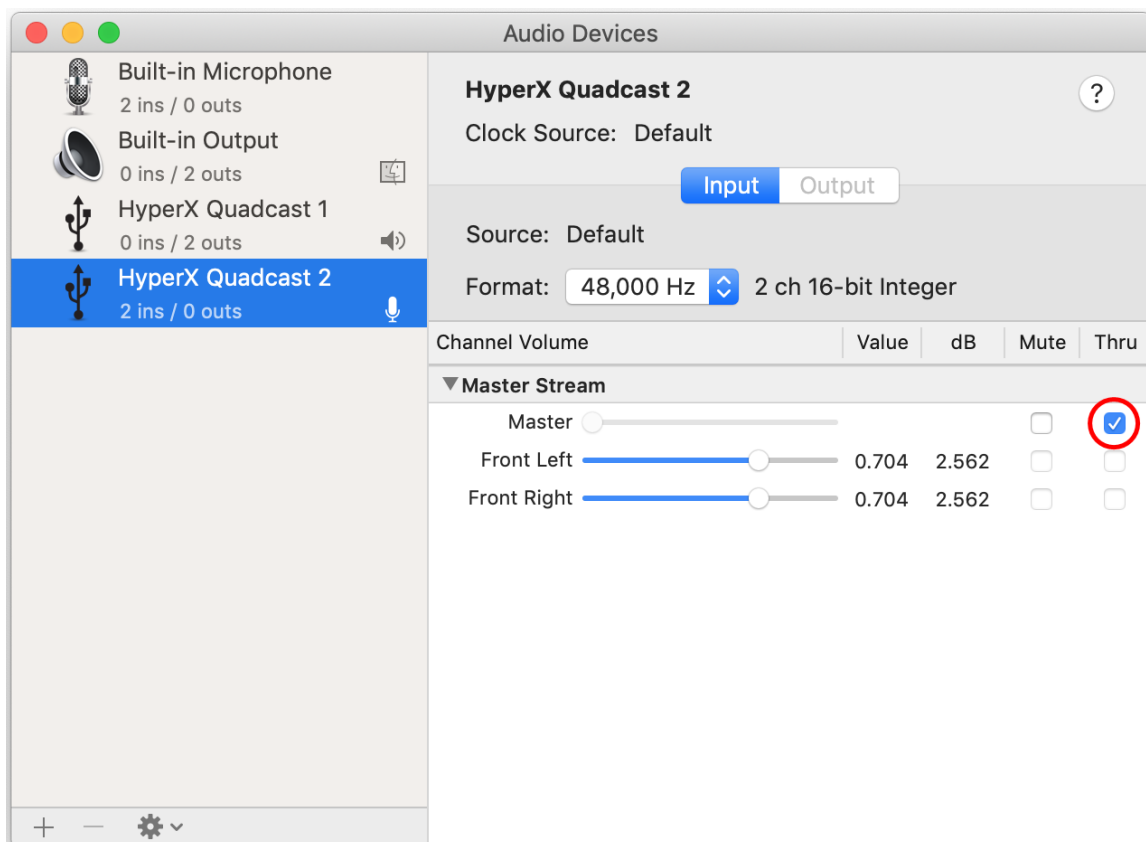 Audio Devices
Built-in Microphone
2 ins / 0 outs
Built-in Output
0 ins / 2 outs
HyperX Quadcast 1
0 ins / 2 outs
HyperX Quadcast 2
2 ins / 0 outs
HyperX Quadcast 2
?
Clock Source: Default
Input Output
Source: Default
Format: 48,000 Hz 2 ch 16-bit Integer
Channel Volume Value dB Mute Thru
Master Stream
Master
Front Left 0.704 2.562
Front Right 0.704 2.562